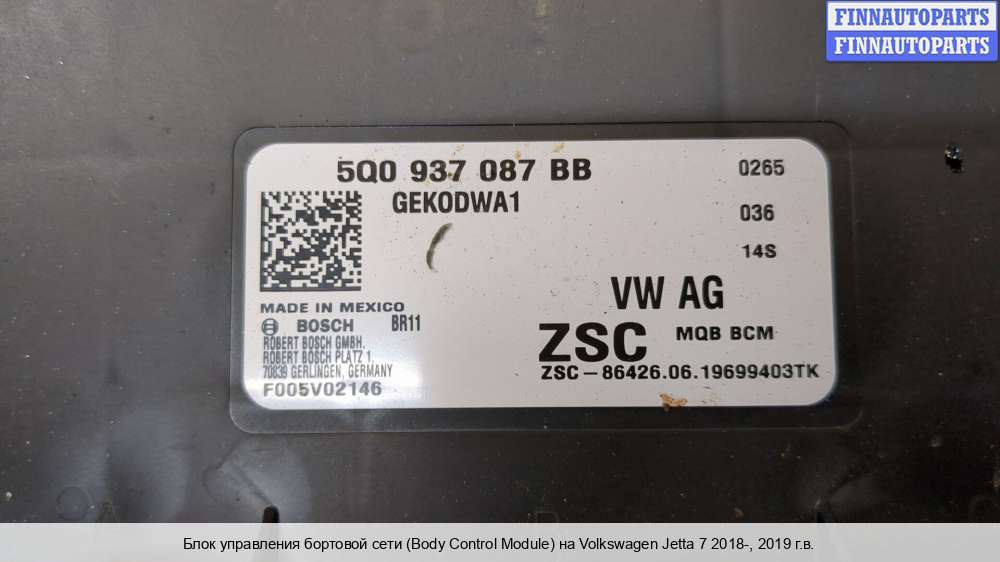 FINNAUTOPARTS
FINNAUTOPARTS
5Q0 937 087 BB
0265
GEKODWA1
036
14S
VW AG
MADE IN MEXICO
BOSCH BR11
ZSC MQB BCM
ROBERT BOSCH GMBH.
ROBERT BOSCH PLATZ 1.
70839 GERLINGEN, GERMANY
ZSC-86426.06.19699403TK
F005V02146
Блок управления бортовой сети (Body Control Module) на Volkswagen Jetta 7 2018-, 2019 г.в.